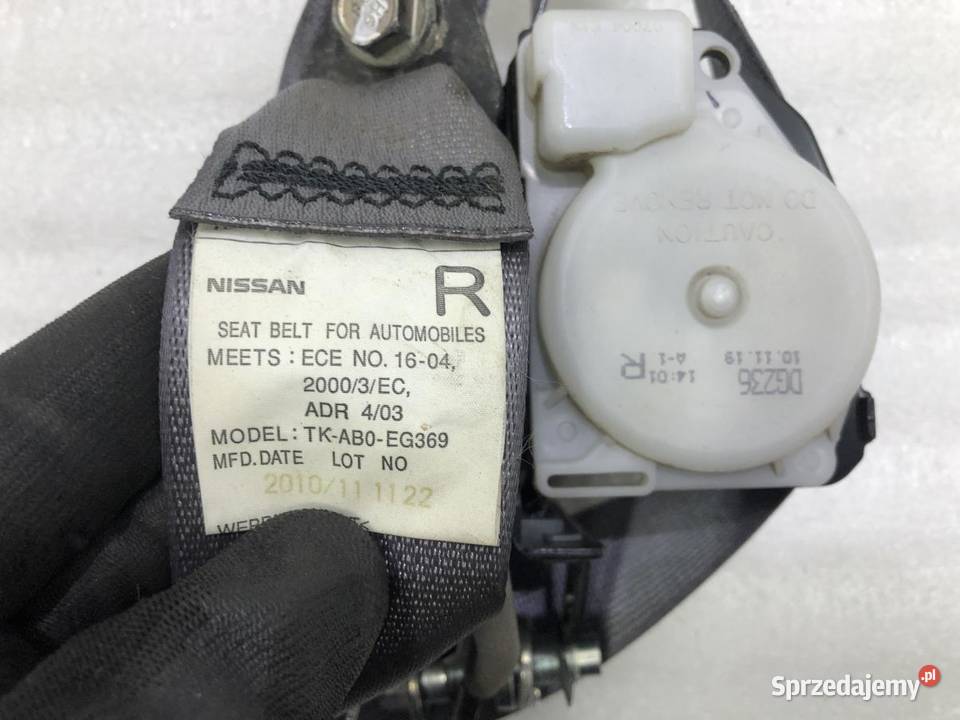 NISSAN R
SEAT BELT FOR AUTOMOBILES
MEETS: ECE NO. 16-04,
2000/3/EC,
ADR 4/03
MODEL: TK-AB0-EG369
MFD.DATE LOT NO
2010/11 1122
DO NOT REMOVE
CAUTION
14:01
A-1
R
10.11.19
DG236
Sprzedajemy.pl